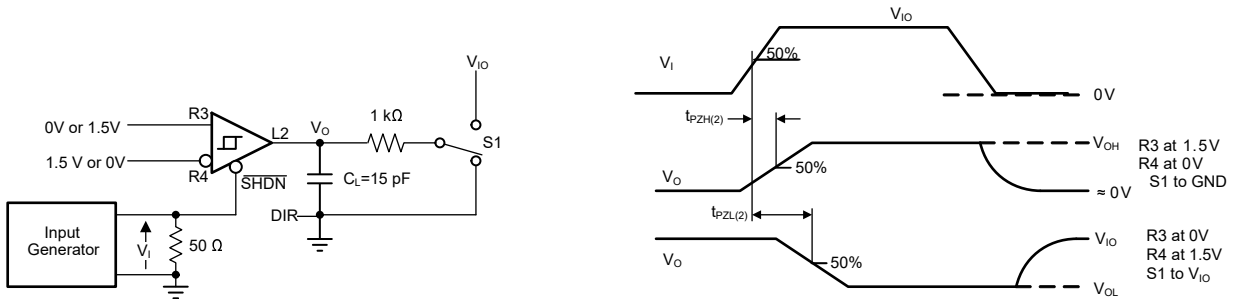 V_IO
R3
1 kΩ
0V or 1.5V
L2
V_O
S1
1.5 V or 0V
R4
SHDN
C_L=15 pF
DIR
Input
Generator
V_I
50 Ω
V_IO
V_I
50%
0V
t_PZH(2)
V_OH
R3 at 1.5V
R4 at 0V
S1 to GND
50%
V_O
≈ 0V
t_PZL(2)
V_IO
R3 at 0V
R4 at 1.5V
S1 to V_IO
V_O
50%
V_OL